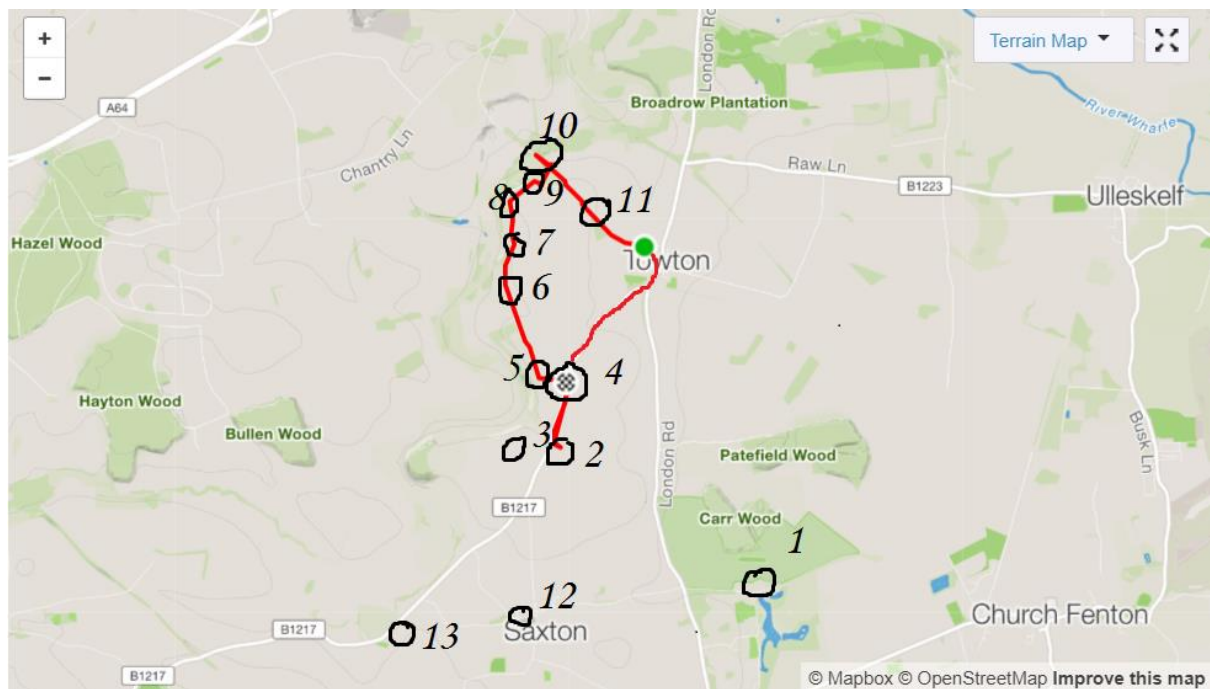 +
−
Terrain Map
London Rd
A64
Broadrow Plantation
River Wharfe
10
Chantry Ln
Raw Ln
B1223
Ulleskelf
8
9
11
Hazel Wood
7
Towton
6
5
4
Hayton Wood
Bullen Wood
3
2
London Rd
Patefield Wood
Busk Ln
B1217
Carr Wood
1
12
Church Fenton
B1217
13
Saxton
B1217
© Mapbox © OpenStreetMap Improve this map